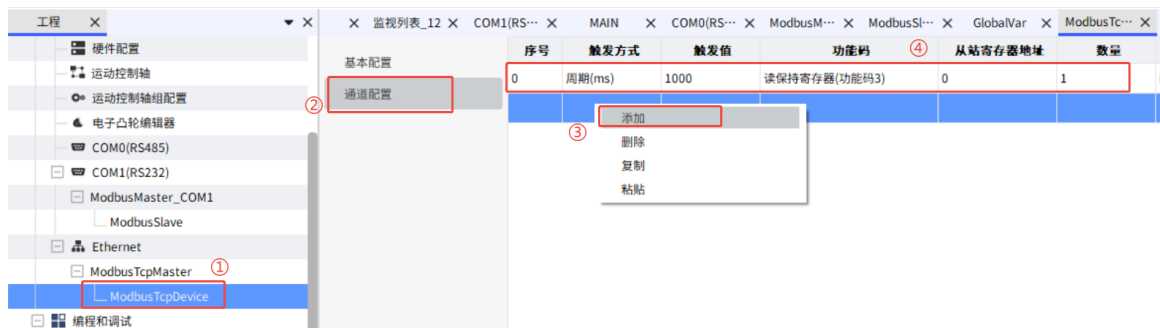 工程 ×
▼ ×
× 监视列表_12 × COM1(RS··· × MAIN × COM0(RS··· × ModbusM··· × ModbusSl··· × GlobalVar × ModbusTc··· ×
硬件配置
运动控制轴
运动控制轴组配置
电子凸轮编辑器
COM0(RS485)
COM1(RS232)
ModbusMaster_COM1
ModbusSlave
Ethernet
ModbusTcpMaster ①
ModbusTcpDevice
编程和调试
基本配置
② 通道配置
序号 触发方式 触发值 功能码 ④ 从站寄存器地址 数量
0 周期(ms) 1000 读保持寄存器(功能码3) 0 1
③ 添加
删除
复制
粘贴